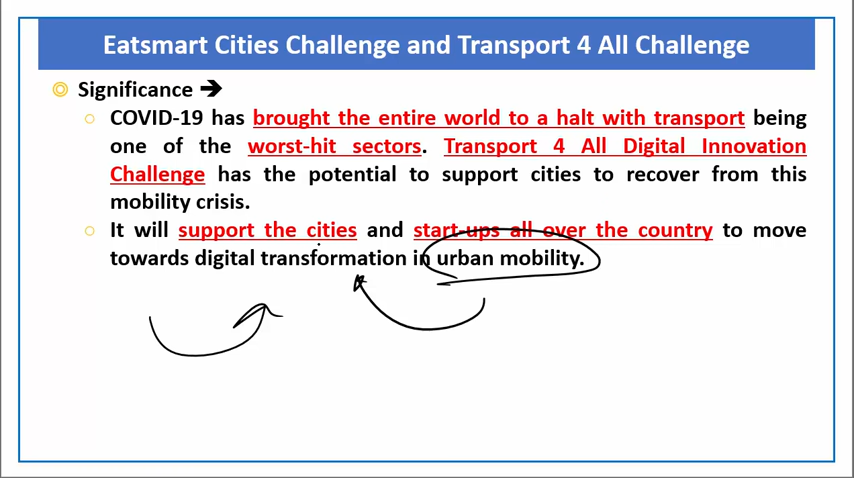 Eatsmart Cities Challenge and Transport 4 All Challenge
Significance ➔
COVID-19 has brought the entire world to a halt with transport being
one of the worst-hit sectors. Transport 4 All Digital Innovation
Challenge has the potential to support cities to recover from this
mobility crisis.
It will support the cities and start-ups all over the country to move
towards digital transformation in urban mobility.